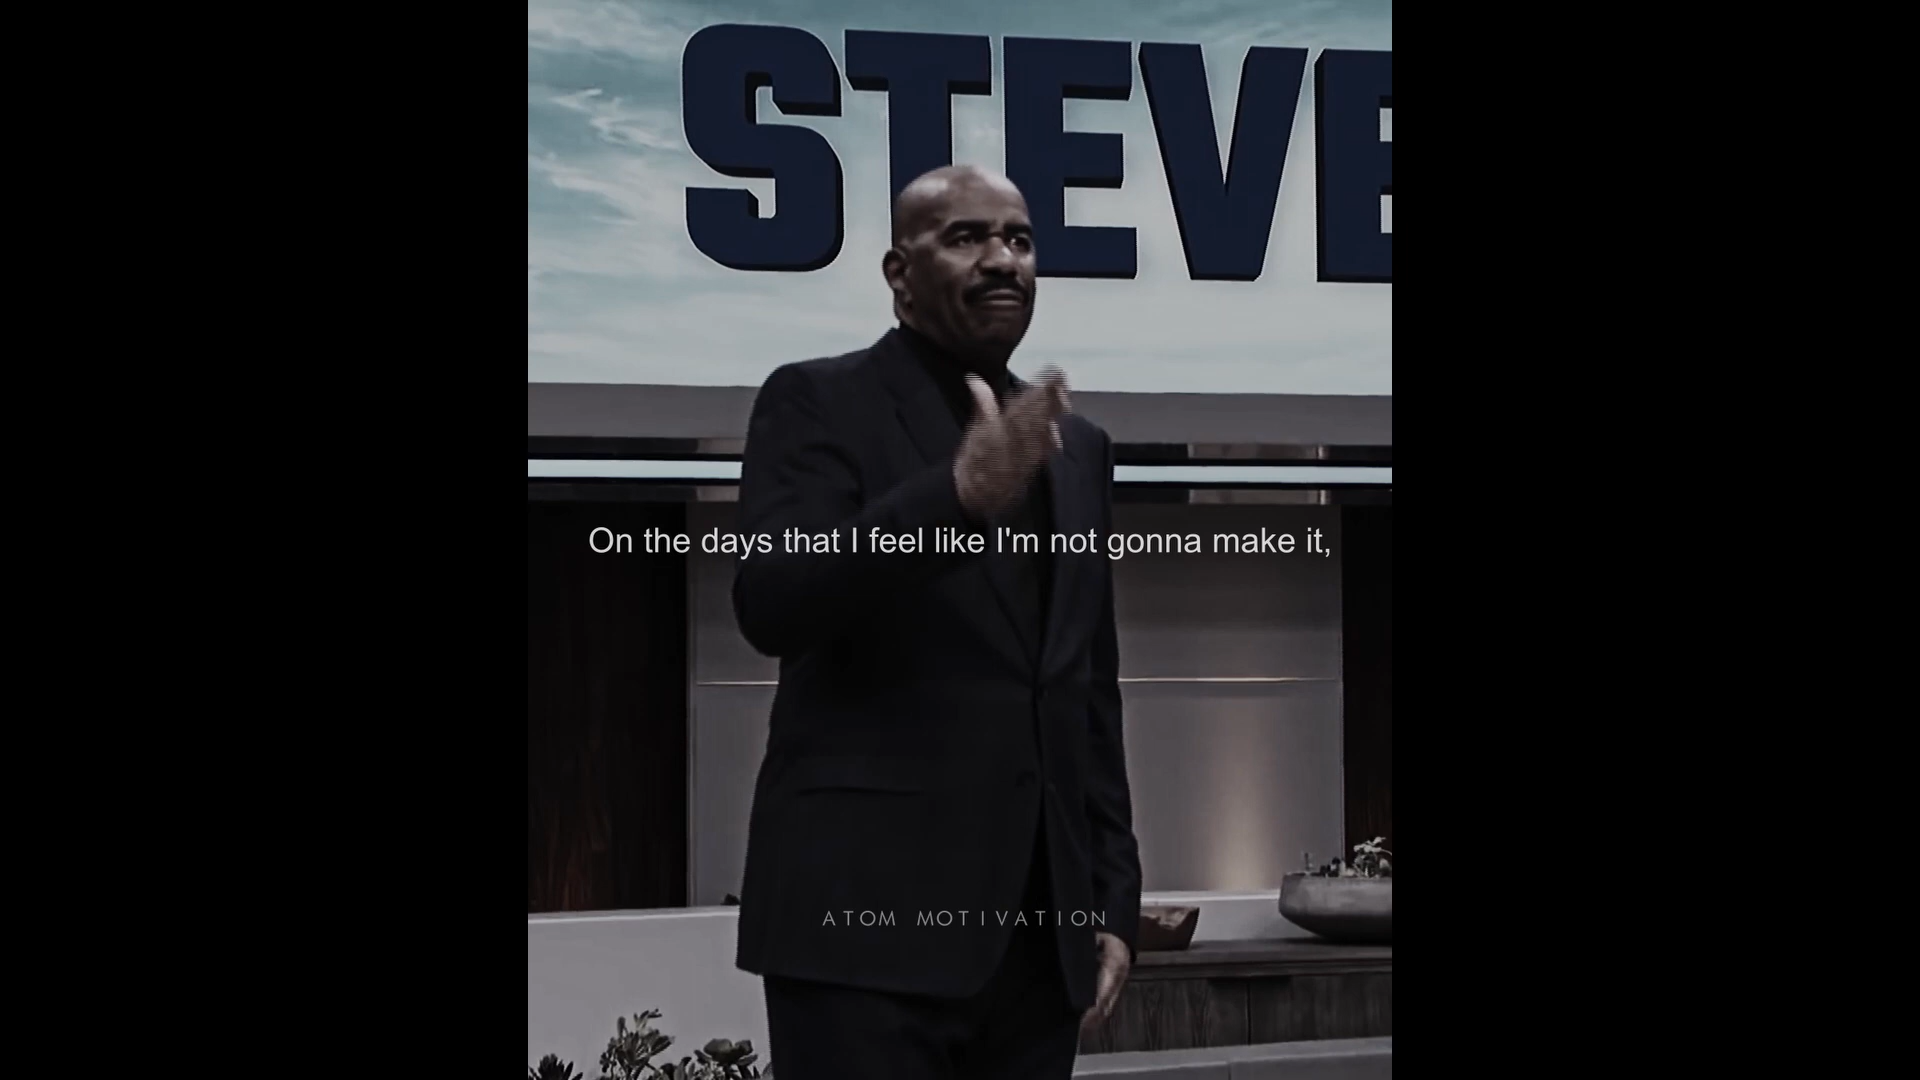 STEVE
On the days that I feel like I'm not gonna make it,
ATOM MOTIVATION